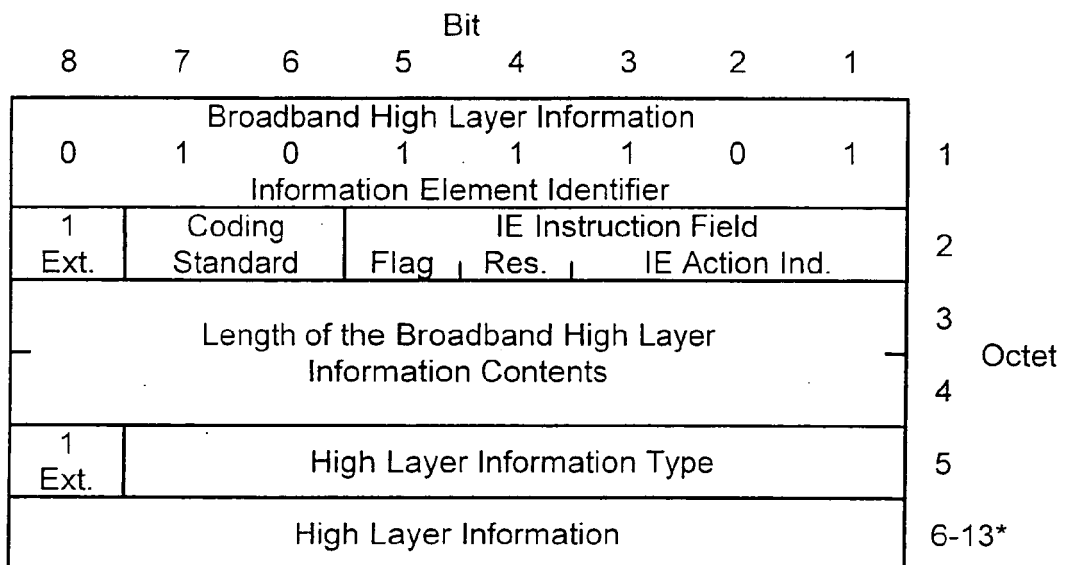 Bit
8 7 6 5 4 3 2 1
Broadband High Layer Information
0 1 0 1 1 1 0 1 1
Information Element Identifier
1 Coding IE Instruction Field
Ext. Standard Flag Res. IE Action Ind. 2
Length of the Broadband High Layer 3
Information Contents Octet
4
1
Ext. High Layer Information Type 5
High Layer Information 6-13*